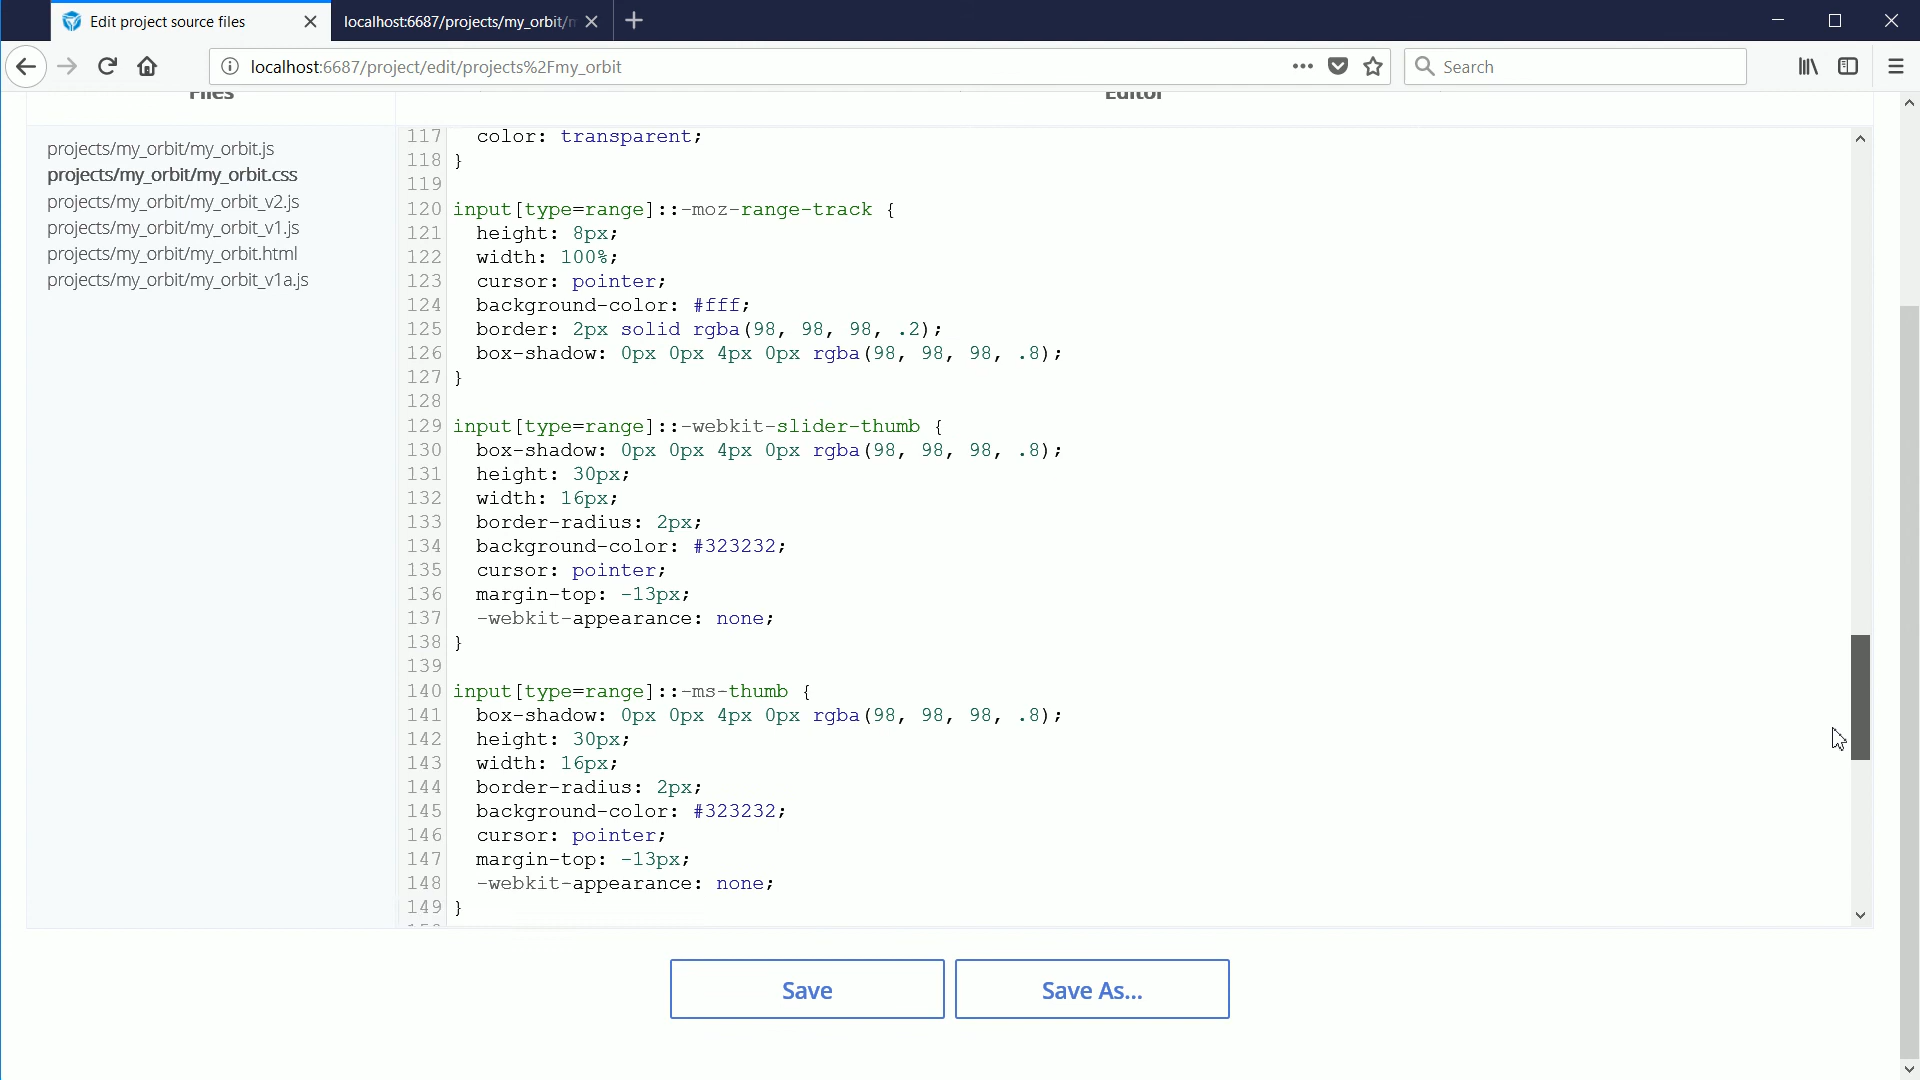 Edit project source files
localhost:6687/projects/my_orbit/m
localhost:6687/project/edit/projects%2Fmy_orbit
Search
Files
Editor
projects/my_orbit/my_orbit.js
projects/my_orbit/my_orbit.css
projects/my_orbit/my_orbit_v2.js
projects/my_orbit/my_orbit_v1.js
projects/my_orbit/my_orbit.html
projects/my_orbit/my_orbit_v1a.js
117 color: transparent;
118 }
119
120 input[type=range]::-moz-range-track {
121 height: 8px;
122 width: 100%;
123 cursor: pointer;
124 background-color: #fff;
125 border: 2px solid rgba(98, 98, 98, .2);
126 box-shadow: 0px 0px 4px 0px rgba(98, 98, 98, .8);
127 }
128
129 input[type=range]::-webkit-slider-thumb {
130 box-shadow: 0px 0px 4px 0px rgba(98, 98, 98, .8);
131 height: 30px;
132 width: 16px;
133 border-radius: 2px;
134 background-color: #323232;
135 cursor: pointer;
136 margin-top: -13px;
137 -webkit-appearance: none;
138 }
139
140 input[type=range]::-ms-thumb {
141 box-shadow: 0px 0px 4px 0px rgba(98, 98, 98, .8);
142 height: 30px;
143 width: 16px;
144 border-radius: 2px;
145 background-color: #323232;
146 cursor: pointer;
147 margin-top: -13px;
148 -webkit-appearance: none;
149 }
Save
Save As...